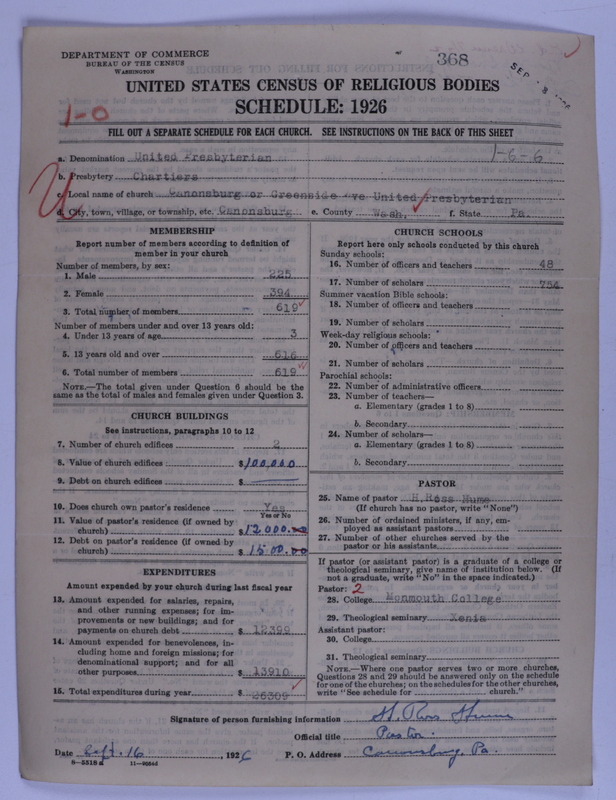 DEPARTMENT OF COMMERCE
BUREAU OF THE CENSUS
WASHINGTON
368
SEP
UNITED STATES CENSUS OF RELIGIOUS BODIES
SCHEDULE: 1926
1-0
FILL OUT A SEPARATE SCHEDULE FOR EACH CHURCH. SEE INSTRUCTIONS ON THE BACK OF THIS SHEET
a. Denomination United Presbyterian 1-6-6
b. Presbytery Chartiers
c. Local name of church Canonsburg or Greenside Ave United Presbyterian
d. City, town, village, or township, etc. Canonsburg e. County Wash. f. State Pa.
MEMBERSHIP
Report number of members according to definition of
member in your church
Number of members, by sex:
1. Male 225
2. Female 394
3. Total number of members 619
Number of members under and over 13 years old:
4. Under 13 years of age 3
5. 13 years old and over 616
6. Total number of members 619
NOTE.—The total given under Question 6 should be
same as the total of males and females given under Question 3.
CHURCH BUILDINGS
See instructions, paragraphs 10 to 12
7. Number of church edifices 2
8. Value of church edifices $100,000
9. Debt on church edifices $
10. Does church own pastor's residence Yes
Yes or No
11. Value of pastor's residence (if owned by
church) $12000.00
12. Debt on pastor's residence (if owned by
church) $1500.00
EXPENDITURES
Amount expended by your church during last fiscal year
13. Amount expended for salaries, repairs,
and other running expenses; for im-
provements or new buildings; and for
payments on church debt $12399
14. Amount expended for benevolences, in-
cluding home and foreign missions; for
denominational support; and for all
other purposes $13910
15. Total expenditures during year $26309
CHURCH SCHOOLS
Report here only schools conducted by this church
Sunday schools:
16. Number of officers and teachers 48
17. Number of scholars 754
Summer vacation Bible schools:
18. Number of officers and teachers
19. Number of scholars
Week-day religious schools:
20. Number of officers and teachers
21. Number of scholars
Parochial schools:
22. Number of administrative officers
23. Number of teachers—
a. Elementary (grades 1 to 8)
b. Secondary
24. Number of scholars—
a. Elementary (grades 1 to 8)
b. Secondary
PASTOR
25. Name of pastor H. Ross Hume
(If church has no pastor, write "None")
26. Number of ordained ministers, if any, em-
ployed as assistant pastors
27. Number of other churches served by the
pastor or his assistants
If pastor (or assistant pastor) is a graduate of a college or
theological seminary, give name of institution below. (If
not a graduate, write "No" in the space indicated.)
Pastor: 2
28. College Monmouth College
29. Theological seminary Xenia
Assistant pastor:
30. College
31. Theological seminary
NOTE.—Where one pastor serves two or more churches,
Questions 28 and 29 should be answered only on the schedule
for one of the churches; on the schedules for the other churches,
write "See schedule for church."
Signature of person furnishing information H. Ross Hume
Official title Pastor.
Date Sept. 16, 1926 P. O. Address Canonsburg, Pa.
8-5518a